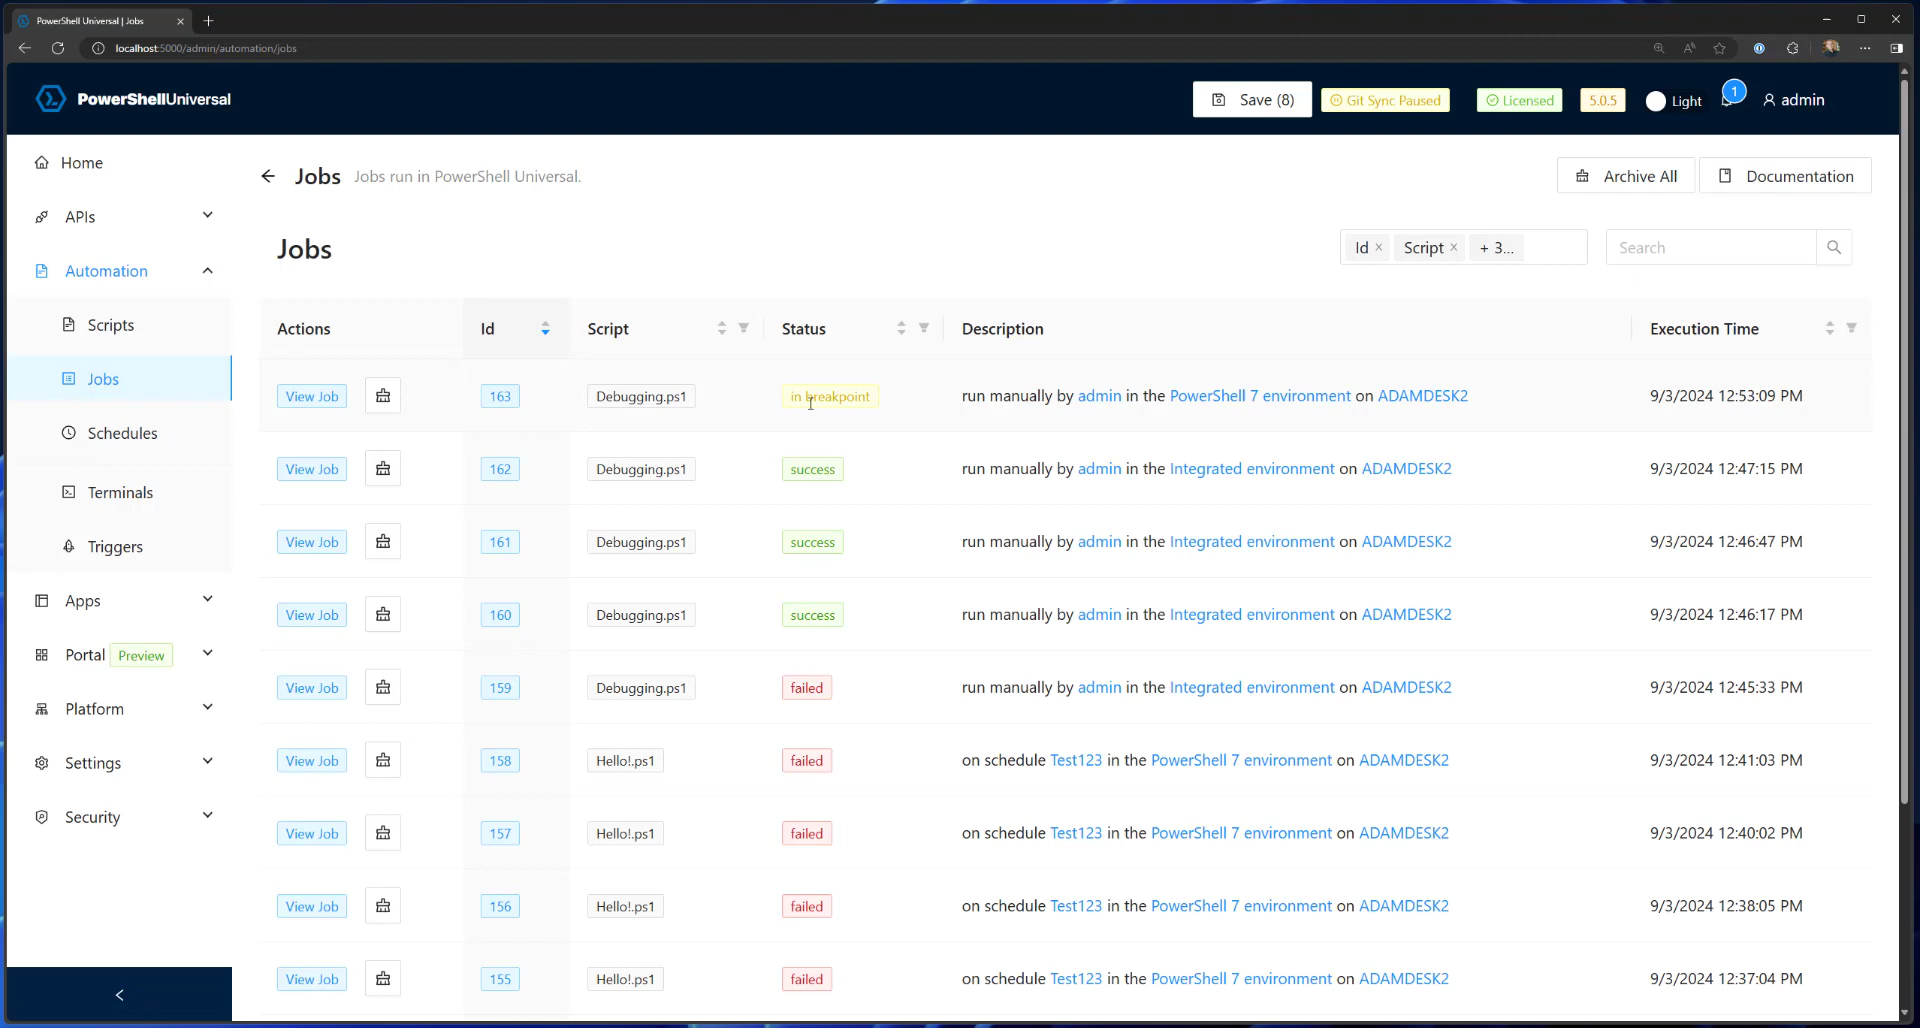 PowerShell Universal | Jobs
localhost:5000/admin/automation/jobs
PowerShellUniversal
Save (8)
Git Sync Paused
Licensed
5.0.5
Light
1
admin
Home
APIs
Automation
Scripts
Jobs
Schedules
Terminals
Triggers
Apps
Portal Preview
Platform
Settings
Security
Jobs Jobs run in PowerShell Universal.
Archive All
Documentation
Jobs
Id × Script × + 3...
Search
Actions Id Script Status Description Execution Time
View Job 163 Debugging.ps1 in breakpoint run manually by admin in the PowerShell 7 environment on ADAMDESK2 9/3/2024 12:53:09 PM
View Job 162 Debugging.ps1 success run manually by admin in the Integrated environment on ADAMDESK2 9/3/2024 12:47:15 PM
View Job 161 Debugging.ps1 success run manually by admin in the Integrated environment on ADAMDESK2 9/3/2024 12:46:47 PM
View Job 160 Debugging.ps1 success run manually by admin in the Integrated environment on ADAMDESK2 9/3/2024 12:46:17 PM
View Job 159 Debugging.ps1 failed run manually by admin in the Integrated environment on ADAMDESK2 9/3/2024 12:45:33 PM
View Job 158 Hello!.ps1 failed on schedule Test123 in the PowerShell 7 environment on ADAMDESK2 9/3/2024 12:41:03 PM
View Job 157 Hello!.ps1 failed on schedule Test123 in the PowerShell 7 environment on ADAMDESK2 9/3/2024 12:40:02 PM
View Job 156 Hello!.ps1 failed on schedule Test123 in the PowerShell 7 environment on ADAMDESK2 9/3/2024 12:38:05 PM
View Job 155 Hello!.ps1 failed on schedule Test123 in the PowerShell 7 environment on ADAMDESK2 9/3/2024 12:37:04 PM